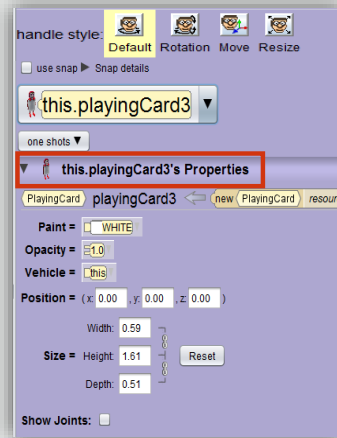 handle style: Default Rotation Move Resize
use snap Snap details
this.playingCard3
one shots
this.playingCard3's Properties
PlayingCard playingCard3 new PlayingCard resour
Paint = WHITE
Opacity = 1.0
Vehicle = this
Position = (x: 0.00 , y: 0.00 , z: 0.00 )
Width: 0.59
Size = Height: 1.61 Reset
Depth: 0.51
Show Joints: